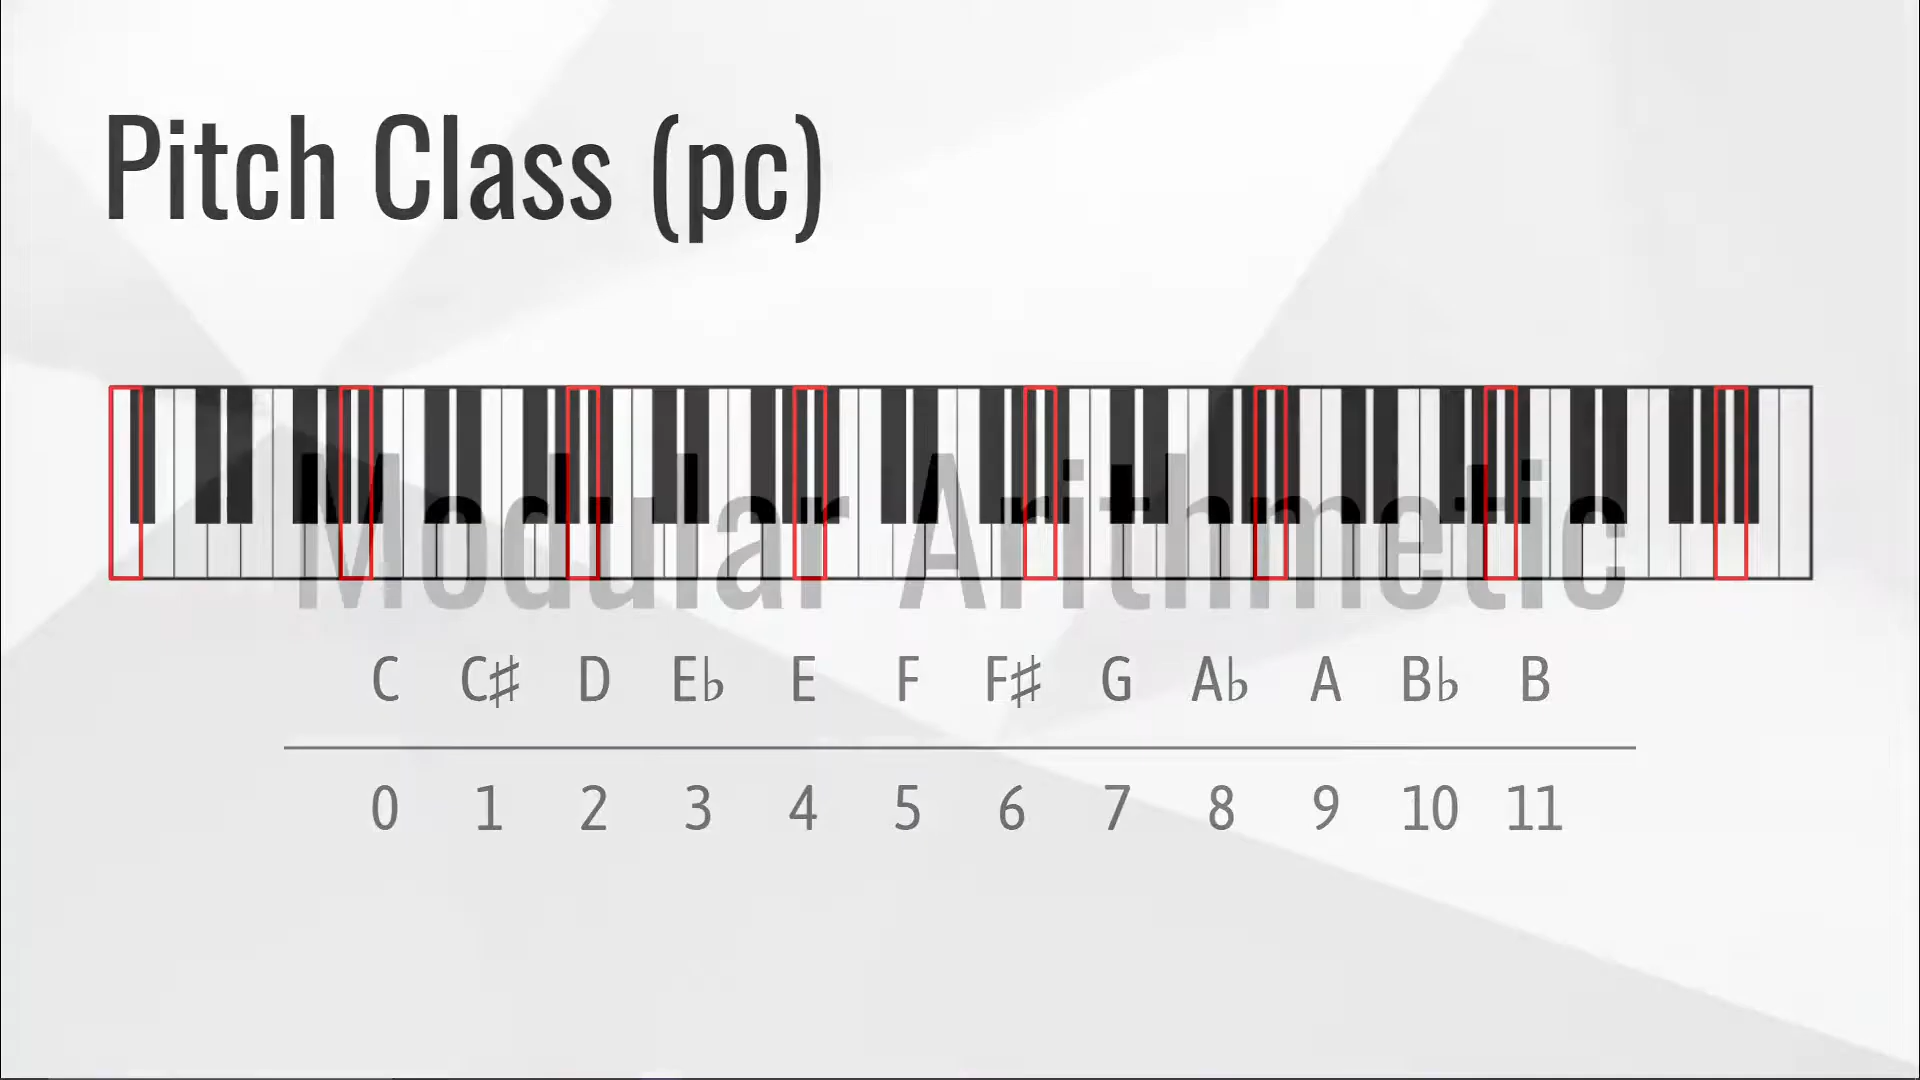 Pitch Class (pc)
Modular Arithmetic
C C♯ D E♭ E F F♯ G A♭ A B♭ B
0 1 2 3 4 5 6 7 8 9 10 11